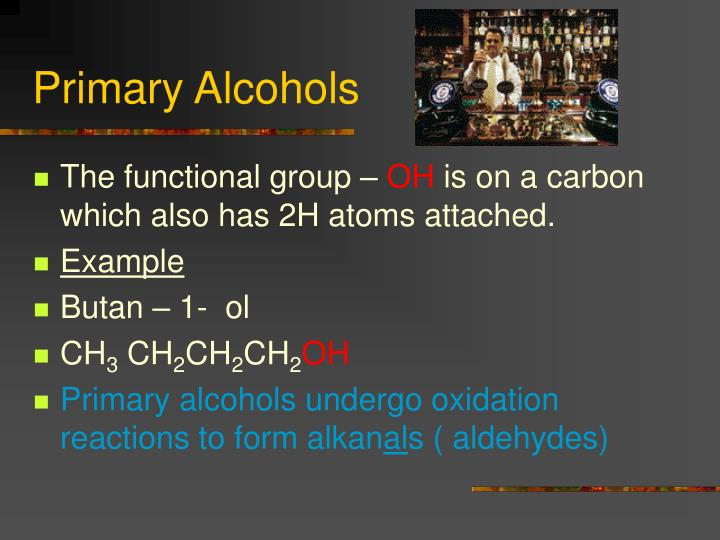 Primary Alcohols
The functional group – OH is on a carbon
which also has 2H atoms attached.
Example
Butan – 1- ol
CH₃ CH₂CH₂CH₂OH
Primary alcohols undergo oxidation
reactions to form alkanals ( aldehydes)